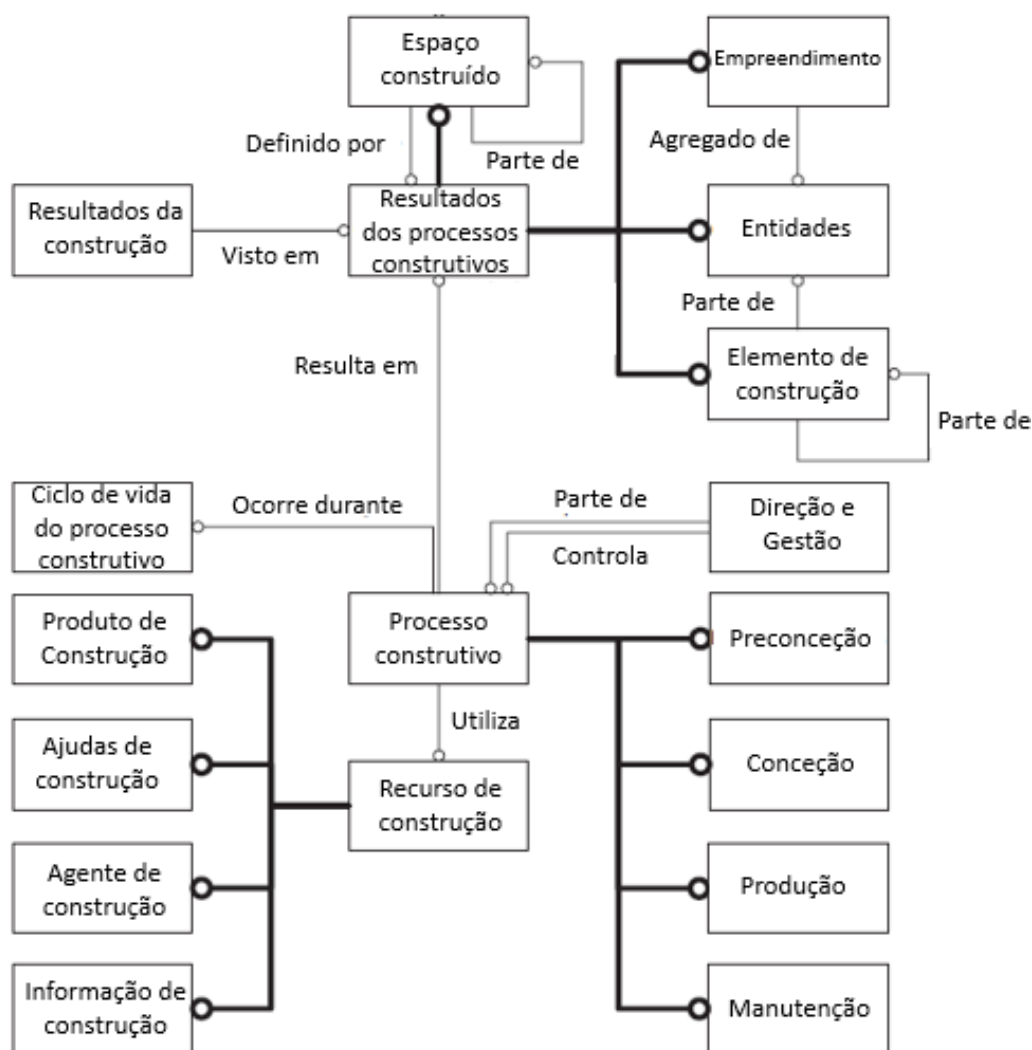 Espaço
construído
Empreendimento
Definido por
Parte de
Agregado de
Resultados da
construção
Visto em
Resultados
dos processos
construtivos
Entidades
Parte de
Resulta em
Elemento de
construção
Parte de
Ciclo de vida
do processo
construtivo
Ocorre durante
Parte de
Controla
Direção e
Gestão
Produto de
Construção
Processo
construtivo
Preconceção
Utiliza
Ajudas de
construção
Recurso de
construção
Conceção
Agente de
construção
Produção
Informação de
construção
Manutenção